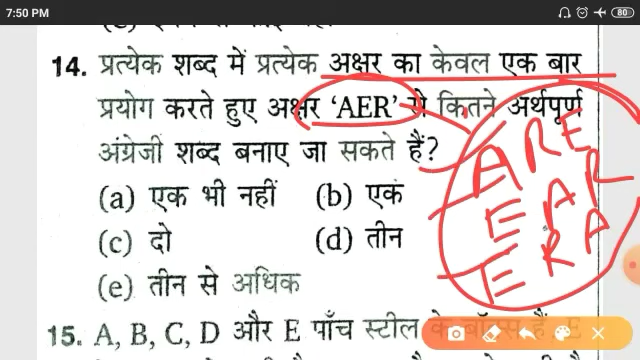 7:50 PM
80
14. प्रत्येक शब्द में प्रत्येक अक्षर का केवल एक बार
प्रयोग करते हुए अक्षर 'AER' से कितने अर्थपूर्ण
अंग्रेजी शब्द बनाए जा सकते हैं?
(a) एक भी नहीं (b) एक
(c) दो (d) तीन
(e) तीन से अधिक
ARE
EAR
ERA
15. A, B, C, D और E पाँच स्टील के बॉक्स हैं, E